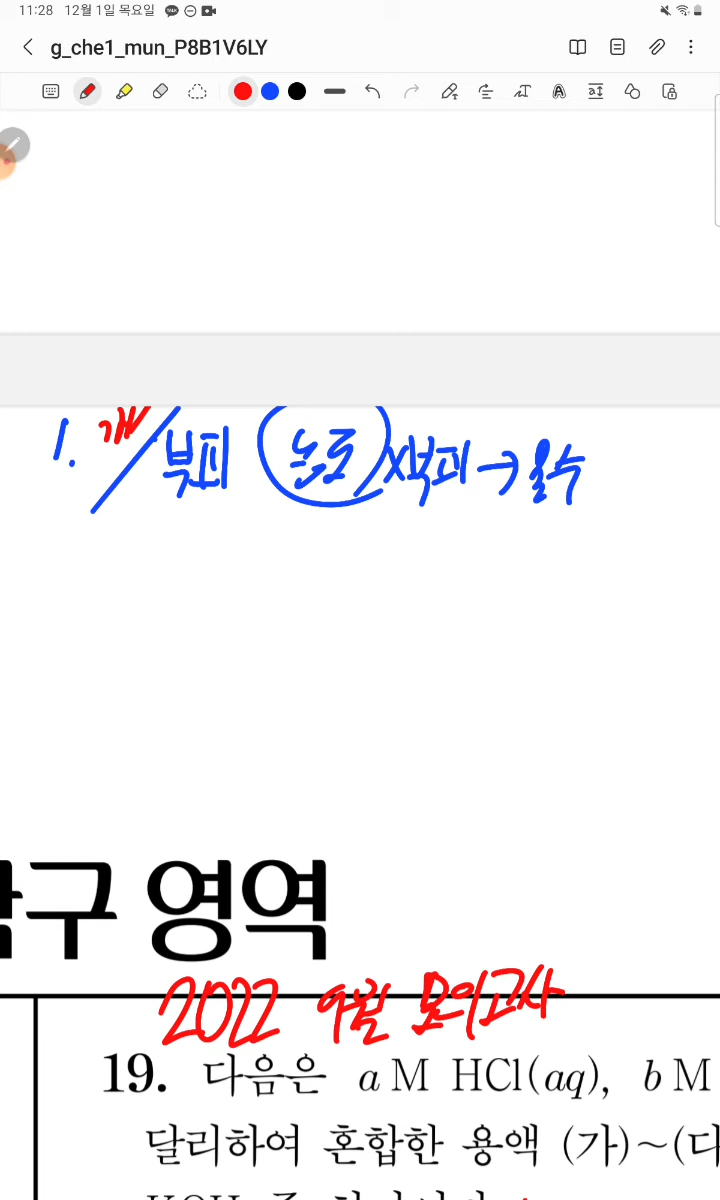 11:28 12월 1일 목요일
g_che1_mun_P8B1V6LY
1. 개/부피 농도 x부피 → 몰수
구 영역
2022 9월 모의고사
19. 다음은 a M HCl(aq), b M
달리하여 혼합한 용액 (가)~(다